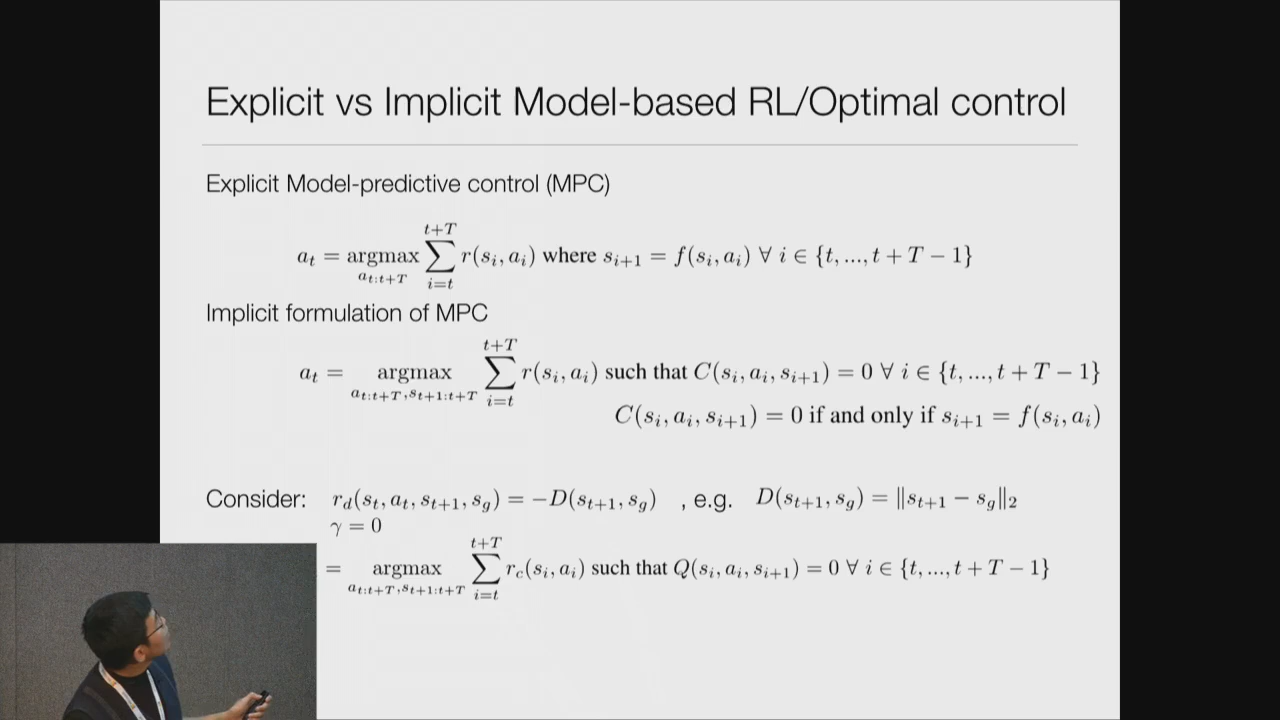 Explicit vs Implicit Model-based RL/Optimal control
Explicit Model-predictive control (MPC)
a_t = argmax_{a_{t:t+T}} \sum_{i=t}^{t+T} r(s_i, a_i) where s_{i+1} = f(s_i, a_i) ∀ i ∈ {t, ..., t + T − 1}
Implicit formulation of MPC
a_t = argmax_{a_{t:t+T}, s_{t+1:t+T}} \sum_{i=t}^{t+T} r(s_i, a_i) such that C(s_i, a_i, s_{i+1}) = 0 ∀ i ∈ {t, ..., t + T − 1}
C(s_i, a_i, s_{i+1}) = 0 if and only if s_{i+1} = f(s_i, a_i)
Consider: r_d(s_t, a_t, s_{t+1}, s_g) = −D(s_{t+1}, s_g) , e.g. D(s_{t+1}, s_g) = ‖s_{t+1} − s_g‖_2
γ = 0
= argmax_{a_{t:t+T}, s_{t+1:t+T}} \sum_{i=t}^{t+T} r_c(s_i, a_i) such that Q(s_i, a_i, s_{i+1}) = 0 ∀ i ∈ {t, ..., t + T − 1}